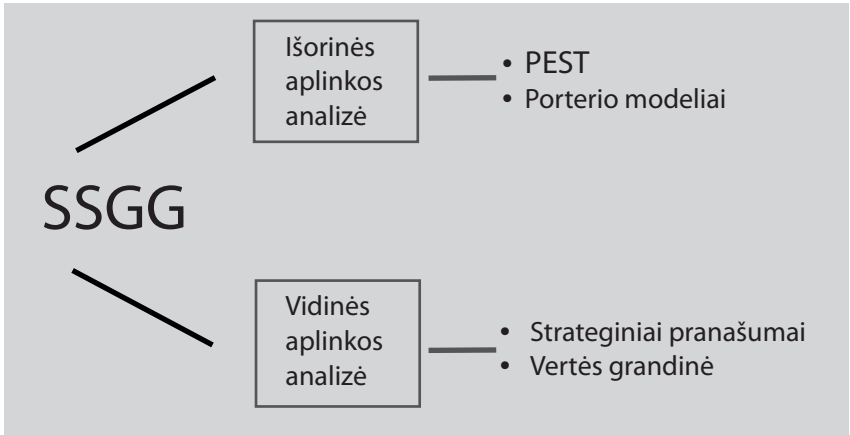 Išorinės
aplinkos
analizė
• PEST
• Porterio modeliai
SSGG
Vidinės
aplinkos
analizė
• Strateginiai pranašumai
• Vertės grandinė